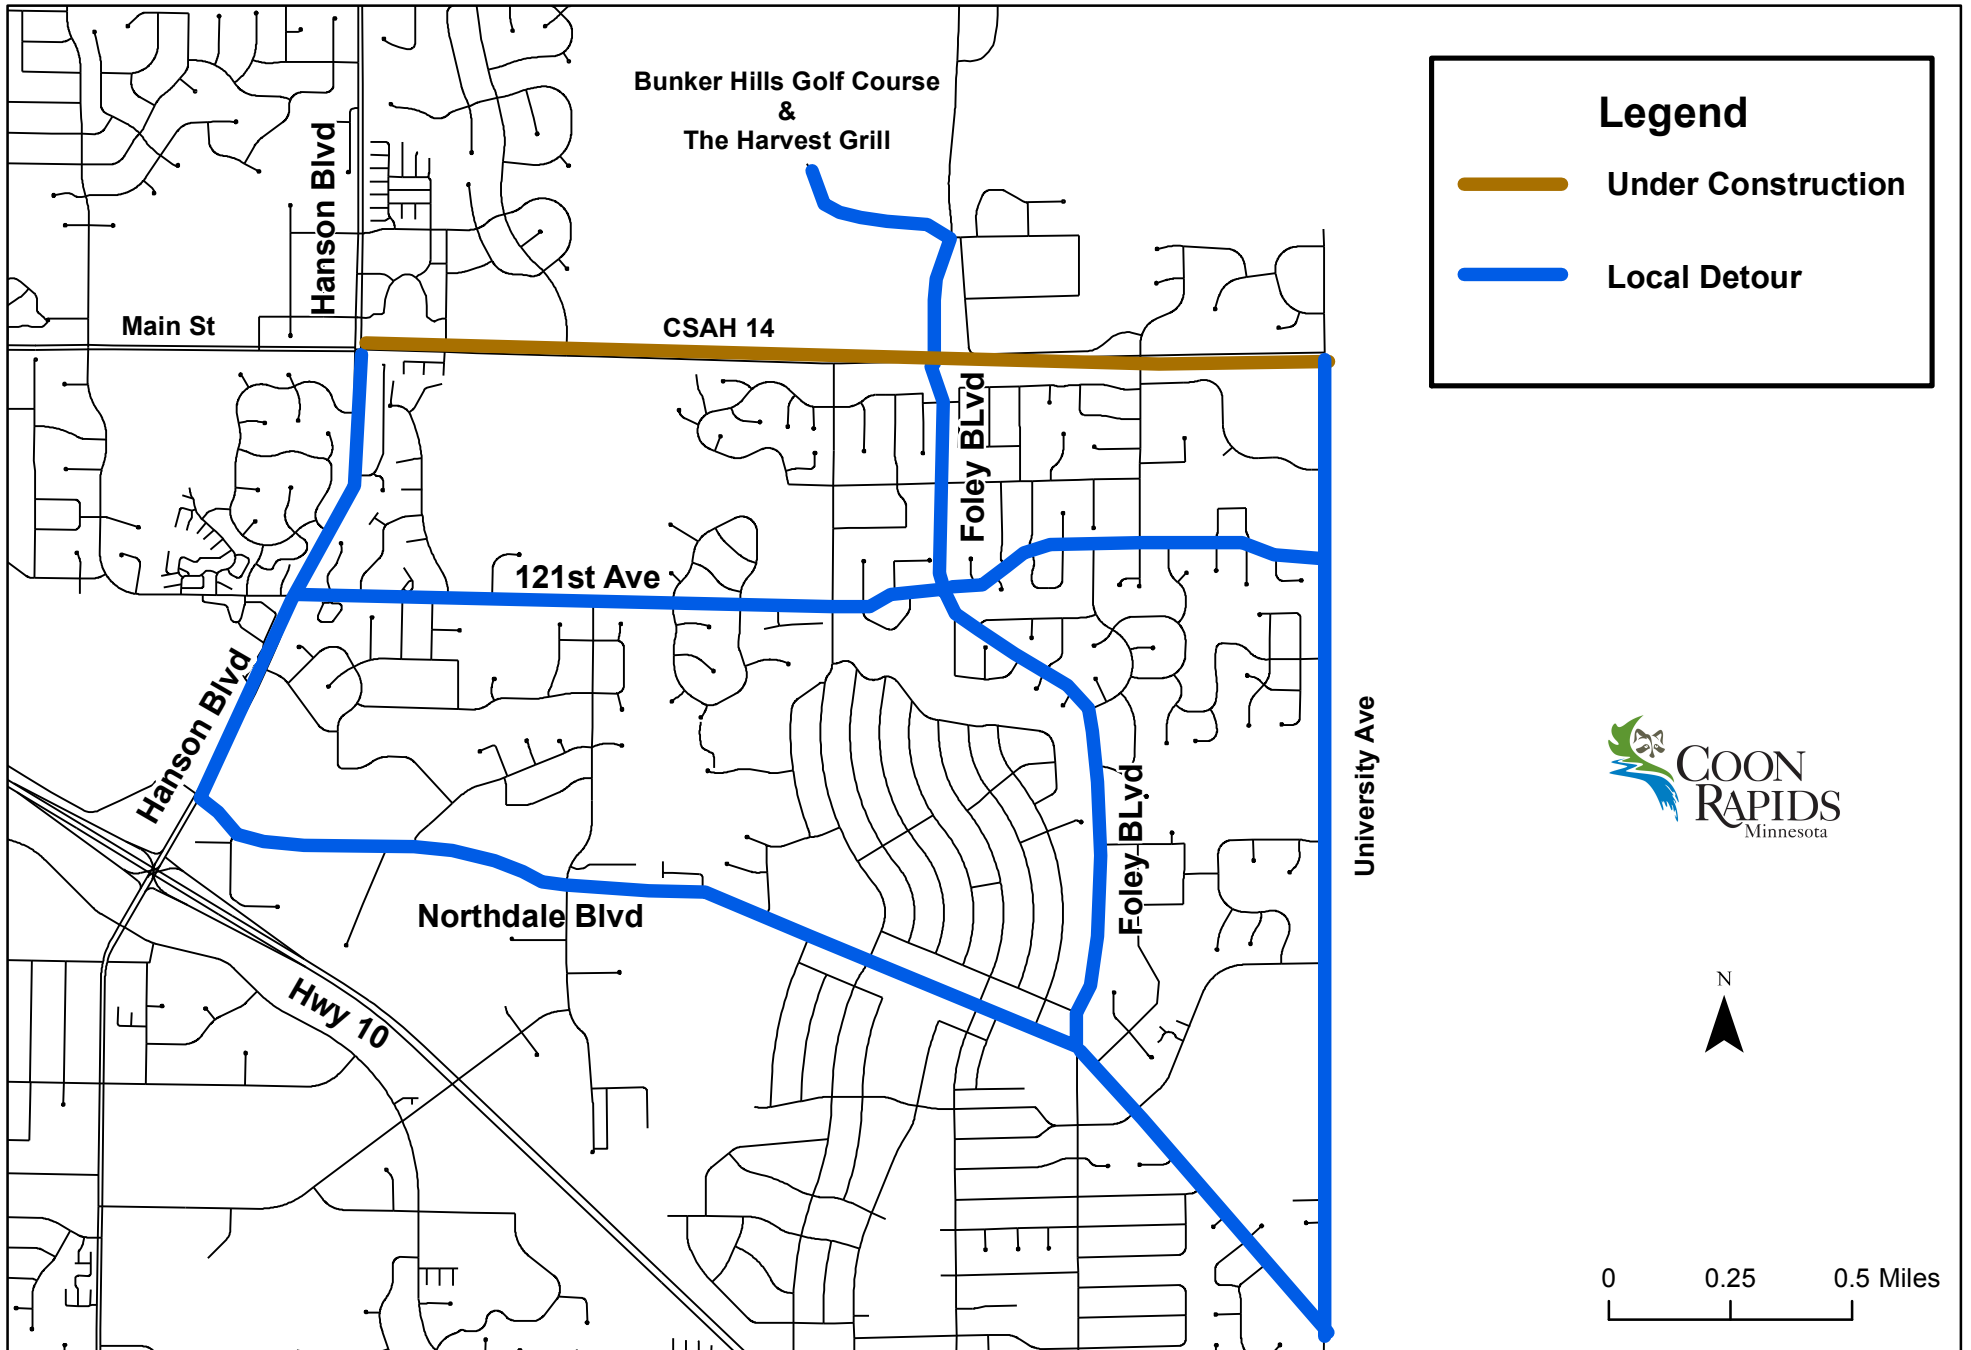 Bunker Hills Golf Course
&
The Harvest Grill
Legend
Under Construction
Local Detour
Hanson Blvd
Main St
CSAH 14
Foley BLvd
121st Ave
Hanson Blvd
University Ave
Foley BLvd
Northdale Blvd
Hwy 10
COON
RAPIDS
Minnesota
N
0 0.25 0.5 Miles